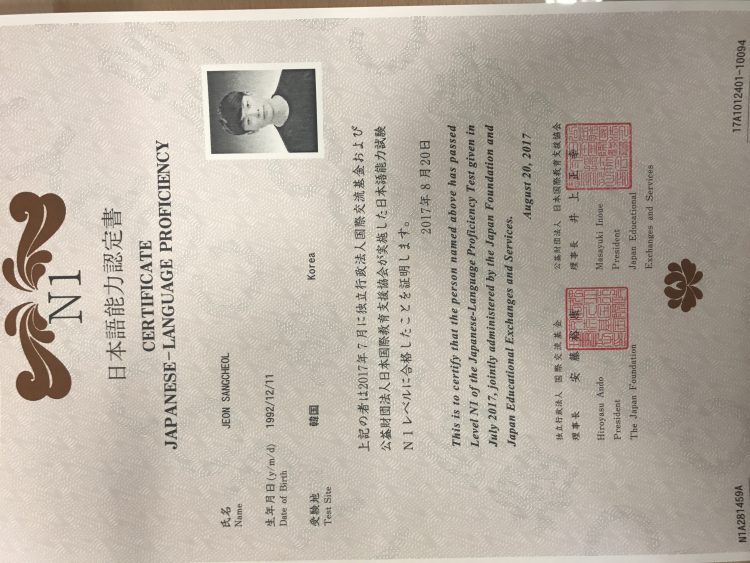 N1
日本語能力認定書
CERTIFICATE
JAPANESE-LANGUAGE PROFICIENCY
氏名 JEON SANGCHEOL
Name
生年月日(y/m/d) 1992/12/11
Date of Birth
受験地 韓国 Korea
Test Site
上記の者は2017年7月に独立行政法人国際交流基金および
公益財団法人日本国際教育支援協会が実施した日本語能力試験
N1レベルに合格したことを証明します。
2017年8月20日
This is to certify that the person named above has passed
Level N1 of the Japanese-Language Proficiency Test given in
July 2017, jointly administered by the Japan Foundation and
Japan Educational Exchanges and Services.
August 20, 2017
独立行政法人 国際交流基金
理事長 安藤裕康
Hiroyasu Ando
President
The Japan Foundation
公益財団法人 日本国際教育支援協会
理事長 井上正幸
Masayuki Inoue
President
Japan Educational
Exchanges and Services
N1A281459A
17A1012401-10094